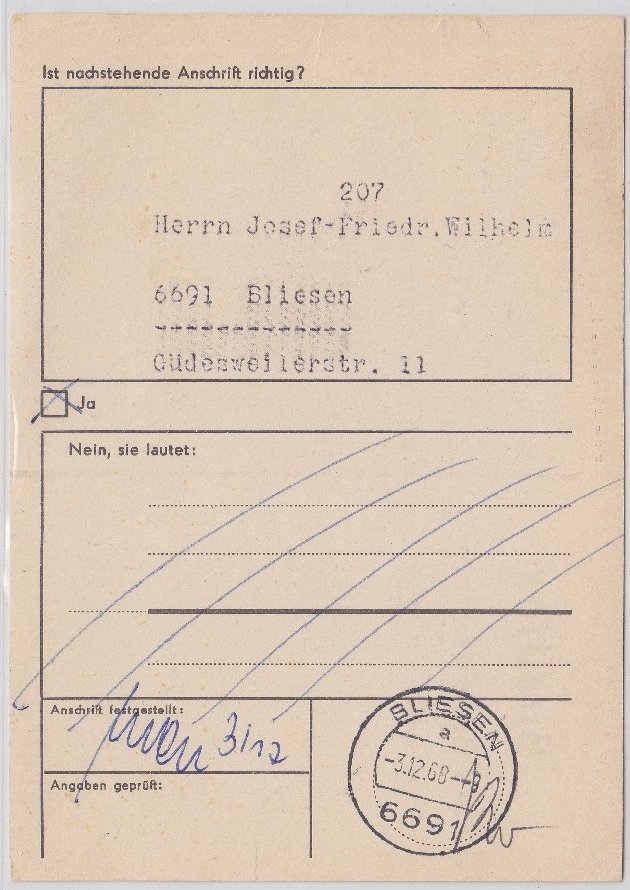 Ist nachstehende Anschrift richtig?
207
Herrn Josef-Friedr.Wilhelm
6691 Bliesen
-------------
Güdesweilerstr. 11
Ja
Nein, sie lautet:
Anschrift festgestellt:
3/12
Angaben geprüft:
BLIESEN
a
-3.12.68-
6691